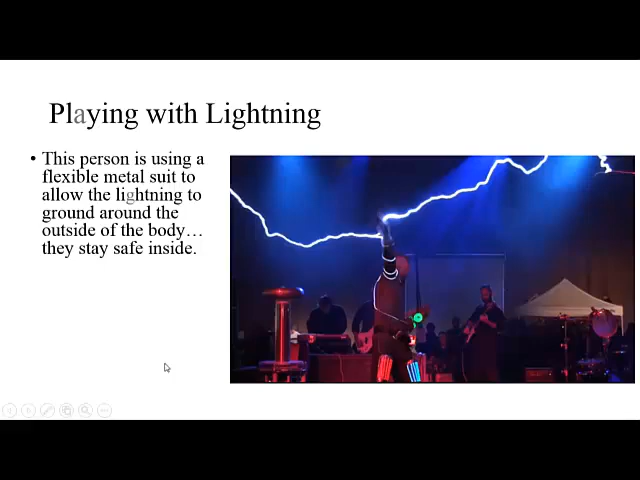 Playing with Lightning
• This person is using a
flexible metal suit to
allow the lightning to
ground around the
outside of the body…
they stay safe inside.